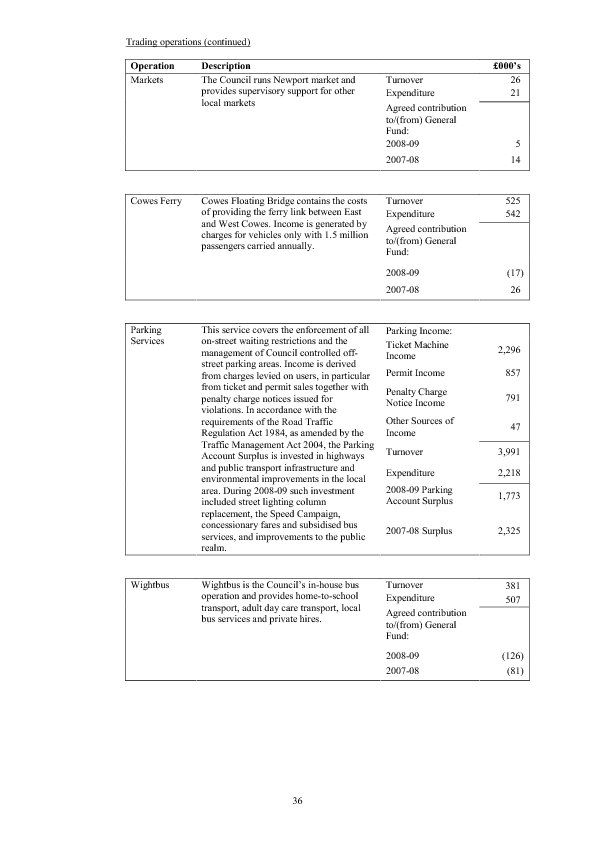 Trading operations (continued)
Operation Description £000’s
Markets The Council runs Newport market and Turnover 26
provides supervisory support for other Expenditure 21
local markets Agreed contribution
to/(from) General
Fund:
2008-09 5
2007-08 14
Cowes Ferry Cowes Floating Bridge contains the costs Turnover 525
of providing the ferry link between East Expenditure 542
and West Cowes. Income is generated by Agreed contribution
charges for vehicles only with 1.5 million to/(from) General
passengers carried annually. Fund:
2008-09 (17)
2007-08 26
Parking This service covers the enforcement of all Parking Income:
Services on-street waiting restrictions and the Ticket Machine
management of Council controlled off- Income 2,296
street parking areas. Income is derived
from charges levied on users, in particular Permit Income 857
from ticket and permit sales together with Penalty Charge
penalty charge notices issued for Notice Income 791
violations. In accordance with the
requirements of the Road Traffic Other Sources of
Regulation Act 1984, as amended by the Income 47
Traffic Management Act 2004, the Parking
Account Surplus is invested in highways Turnover 3,991
and public transport infrastructure and
environmental improvements in the local Expenditure 2,218
area. During 2008-09 such investment 2008-09 Parking
included street lighting column Account Surplus 1,773
replacement, the Speed Campaign,
concessionary fares and subsidised bus
services, and improvements to the public 2007-08 Surplus 2,325
realm.
Wightbus Wightbus is the Council’s in-house bus Turnover 381
operation and provides home-to-school Expenditure 507
transport, adult day care transport, local Agreed contribution
bus services and private hires. to/(from) General
Fund:
2008-09 (126)
2007-08 (81)
36